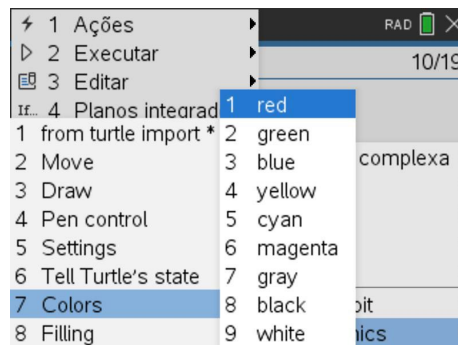 1 Ações
RAD
2 Executar
10/19
3 Editar
If... 4 Planos integrad
1 red
1 from turtle import *
2 green
2 Move
3 blue
complexa
3 Draw
4 yellow
4 Pen control
5 cyan
5 Settings
6 magenta
6 Tell Turtle's state
7 gray
7 Colors
8 black
8 Filling
9 white